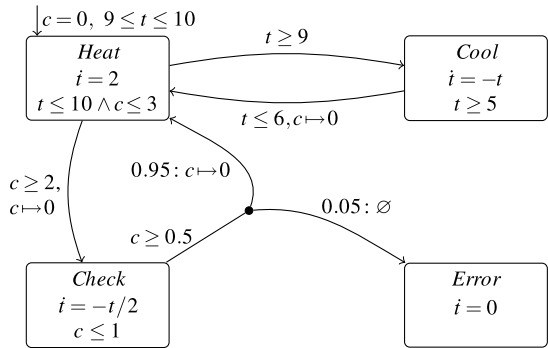 c = 0, 9 ≤ t ≤ 10
Heat
ṫ = 2
t ≤ 10 ∧ c ≤ 3
t ≥ 9
Cool
ṫ = −t
t ≥ 5
t ≤ 6, c ↦ 0
0.95: c ↦ 0
c ≥ 2,
c ↦ 0
0.05: ∅
c ≥ 0.5
Check
ṫ = −t/2
c ≤ 1
Error
ṫ = 0